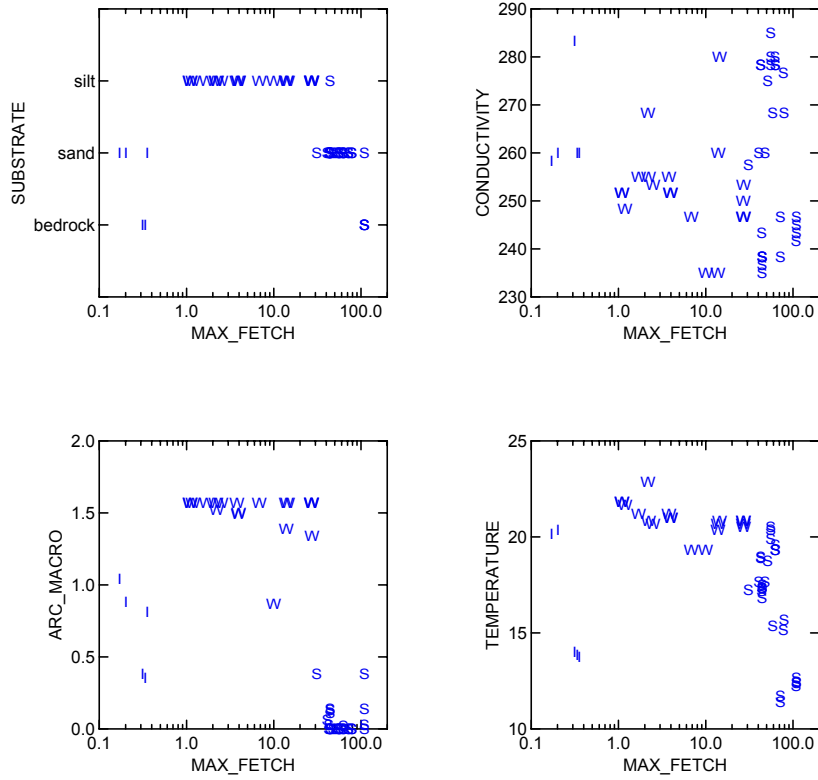 silt
sand
bedrock
SUBSTRATE
0.1 1.0 10.0 100.0
MAX_FETCH
290
280
270
260
250
240
230
CONDUCTIVITY
0.1 1.0 10.0 100.0
MAX_FETCH
2.0
1.5
1.0
0.5
0.0
ARC_MACRO
0.1 1.0 10.0 100.0
MAX_FETCH
25
20
15
10
TEMPERATURE
0.1 1.0 10.0 100.0
MAX_FETCH